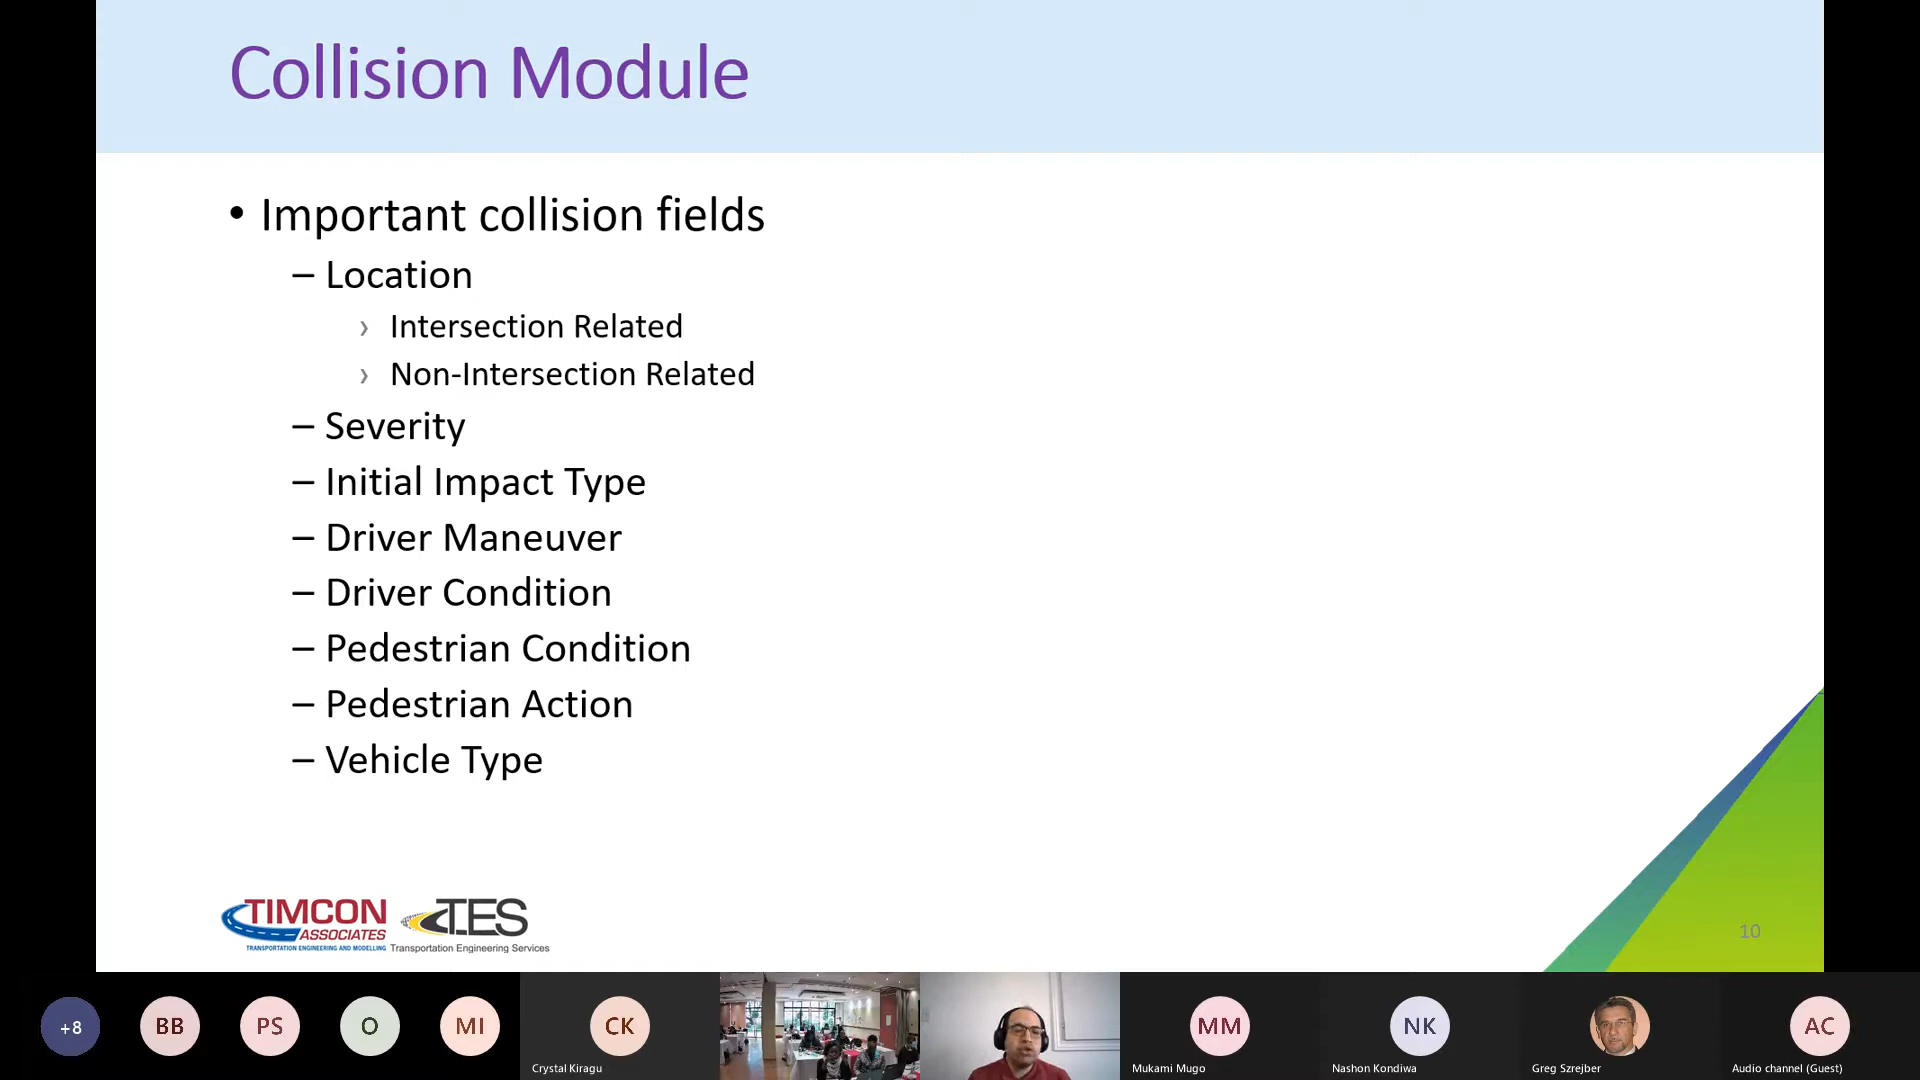 Collision Module
• Important collision fields
– Location
› Intersection Related
› Non-Intersection Related
– Severity
– Initial Impact Type
– Driver Maneuver
– Driver Condition
– Pedestrian Condition
– Pedestrian Action
– Vehicle Type
TIMCON
ASSOCIATES
TRANSPORTATION ENGINEERING AND MODELLING
TES
Transportation Engineering Services
10
+8
BB
PS
O
MI
CK
MM
NK
AC
Crystal Kiragu
Mukami Mugo
Nashon Kondiwa
Greg Szrejber
Audio channel (Guest)